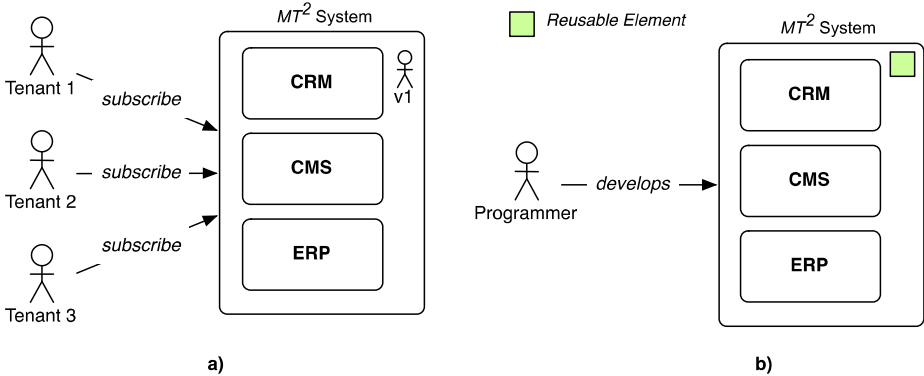 MT² System
Tenant 1
subscribe
Tenant 2
subscribe
Tenant 3
subscribe
CRM
v1
CMS
ERP
a)
Reusable Element
MT² System
Programmer
develops
CRM
CMS
ERP
b)